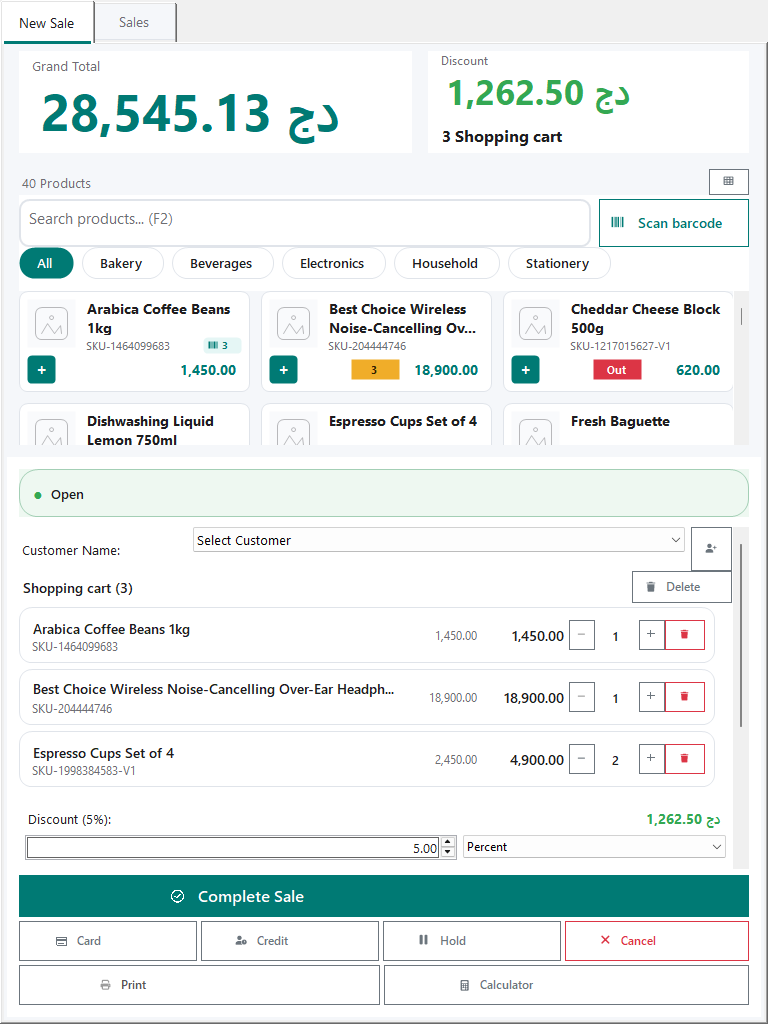 New Sale
Sales
Grand Total
28,545.13 دج
Discount
1,262.50 دج
3 Shopping cart
40 Products
Search products... (F2)
Scan barcode
All
Bakery
Beverages
Electronics
Household
Stationery
Arabica Coffee Beans
1kg
SKU-1464099683
3
+
1,450.00
Best Choice Wireless
Noise-Cancelling Ov...
SKU-204444746
+
3
18,900.00
Cheddar Cheese Block
500g
SKU-1217015627-V1
+
Out
620.00
Dishwashing Liquid
Lemon 750ml
Espresso Cups Set of 4
Fresh Baguette
Open
Customer Name:
Select Customer
Shopping cart (3)
Delete
Arabica Coffee Beans 1kg
SKU-1464099683
1,450.00
1,450.00
−
1
+
Best Choice Wireless Noise-Cancelling Over-Ear Headph...
SKU-204444746
18,900.00
18,900.00
−
1
+
Espresso Cups Set of 4
SKU-1998384583-V1
2,450.00
4,900.00
−
2
+
Discount (5%):
1,262.50 دج
5.00
Percent
Complete Sale
Card
Credit
Hold
Cancel
Print
Calculator